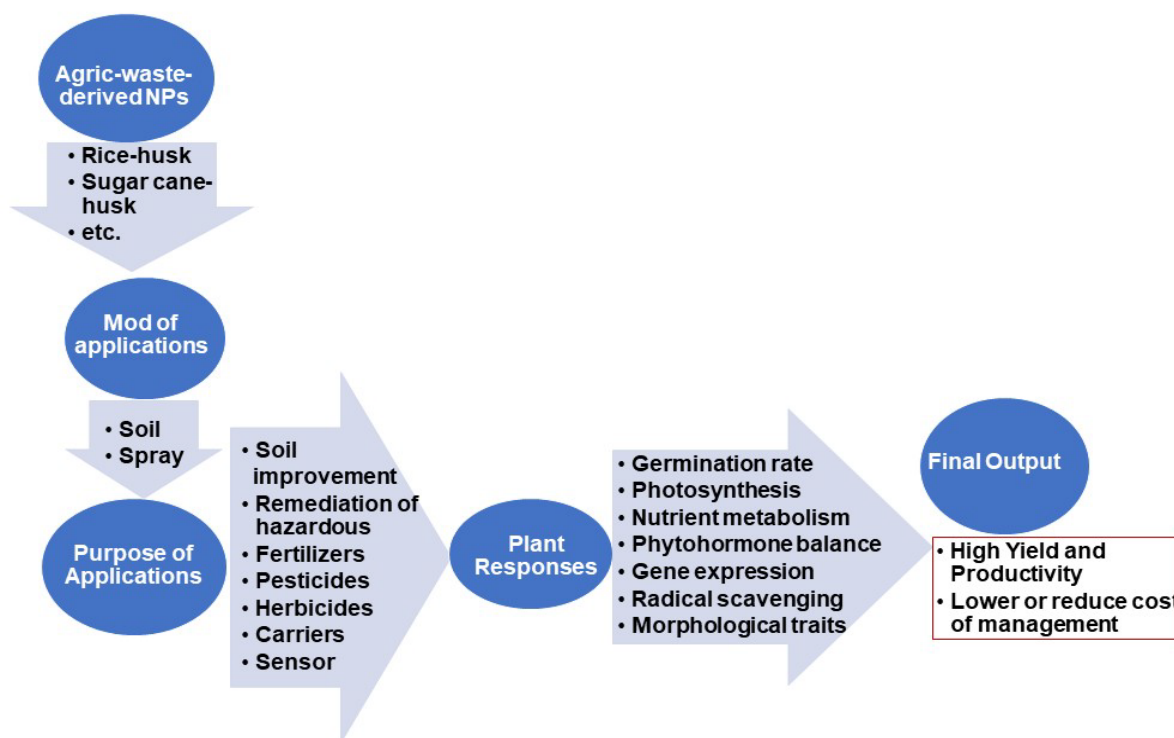 Agric-waste-
derived NPs
• Rice-husk
• Sugar cane-
husk
• etc.
Mod of
applications
• Soil
• Spray
Purpose of
Applications
• Soil
improvement
• Remediation of
hazardous
• Fertilizers
• Pesticides
• Herbicides
• Carriers
• Sensor
Plant
Responses
• Germination rate
• Photosynthesis
• Nutrient metabolism
• Phytohormone balance
• Gene expression
• Radical scavenging
• Morphological traits
Final Output
• High Yield and
Productivity
• Lower or reduce cost
of management